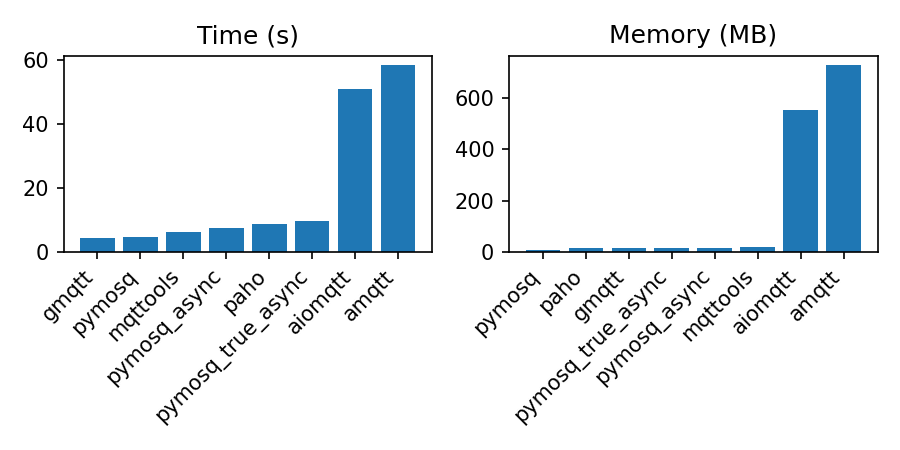 Time (s)
60
40
20
0
gmqtt
pymosq
mqttools
pymosq_async
paho
pymosq_true_async
aiomqtt
amqtt
Memory (MB)
600
400
200
0
pymosq
paho
gmqtt
pymosq_true_async
pymosq_async
mqttools
aiomqtt
amqtt